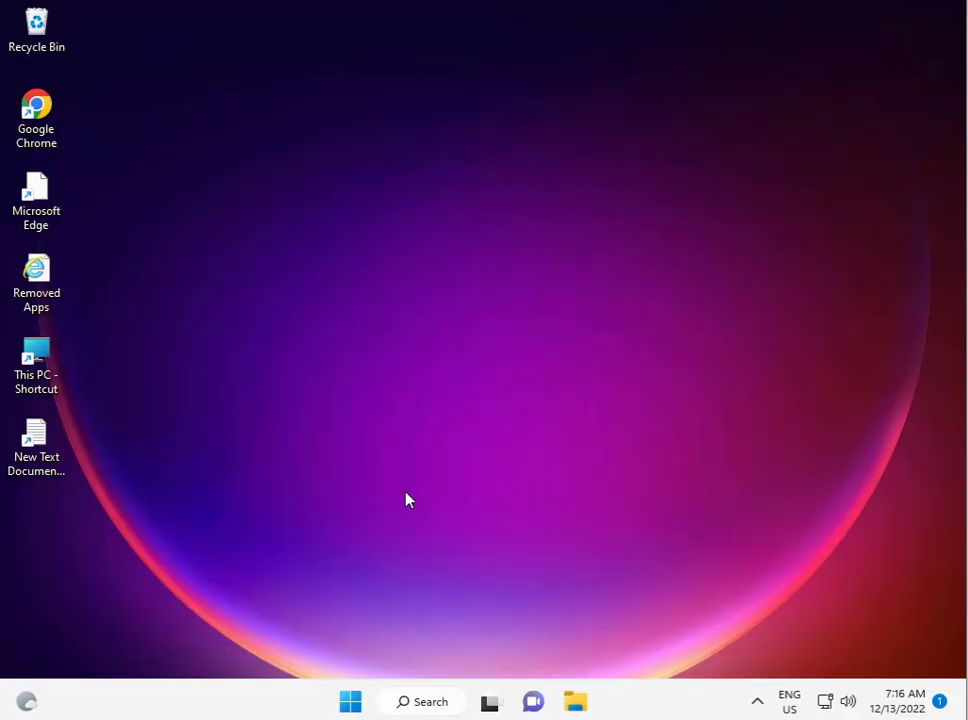 Recycle Bin
Google
Chrome
Microsoft
Edge
Removed
Apps
This PC -
Shortcut
New Text
Documen...
Search
ENG
US
7:16 AM
12/13/2022
1